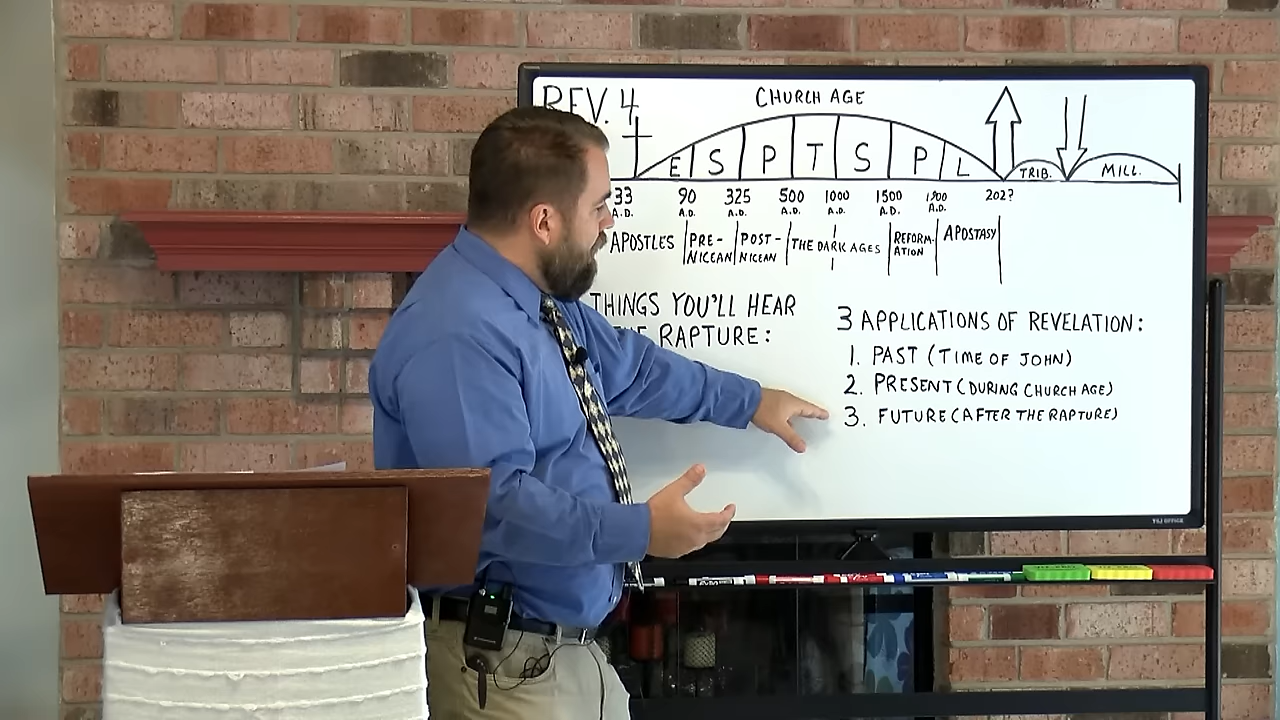 REV. 4
CHURCH AGE
E S P T S P L
TRIB. MILL.
33 90 325 500 1000 1500 1900 202?
A.D. A.D. A.D. A.D. A.D. A.D. A.D.
APOSTLES PRE- POST- THE DARK AGES REFORM- APOSTASY
NICEAN NICEAN ATION
THINGS YOU'LL HEAR
RAPTURE:
3 APPLICATIONS OF REVELATION:
1. PAST (TIME OF JOHN)
2. PRESENT (DURING CHURCH AGE)
3. FUTURE (AFTER THE RAPTURE)